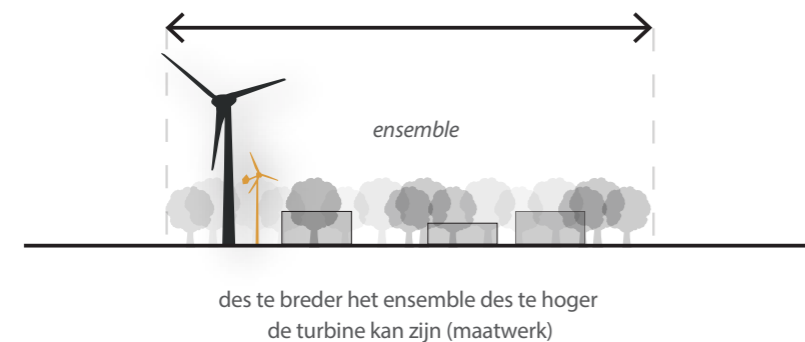 ensemble
des te breder het ensemble des te hoger
de turbine kan zijn (maatwerk)